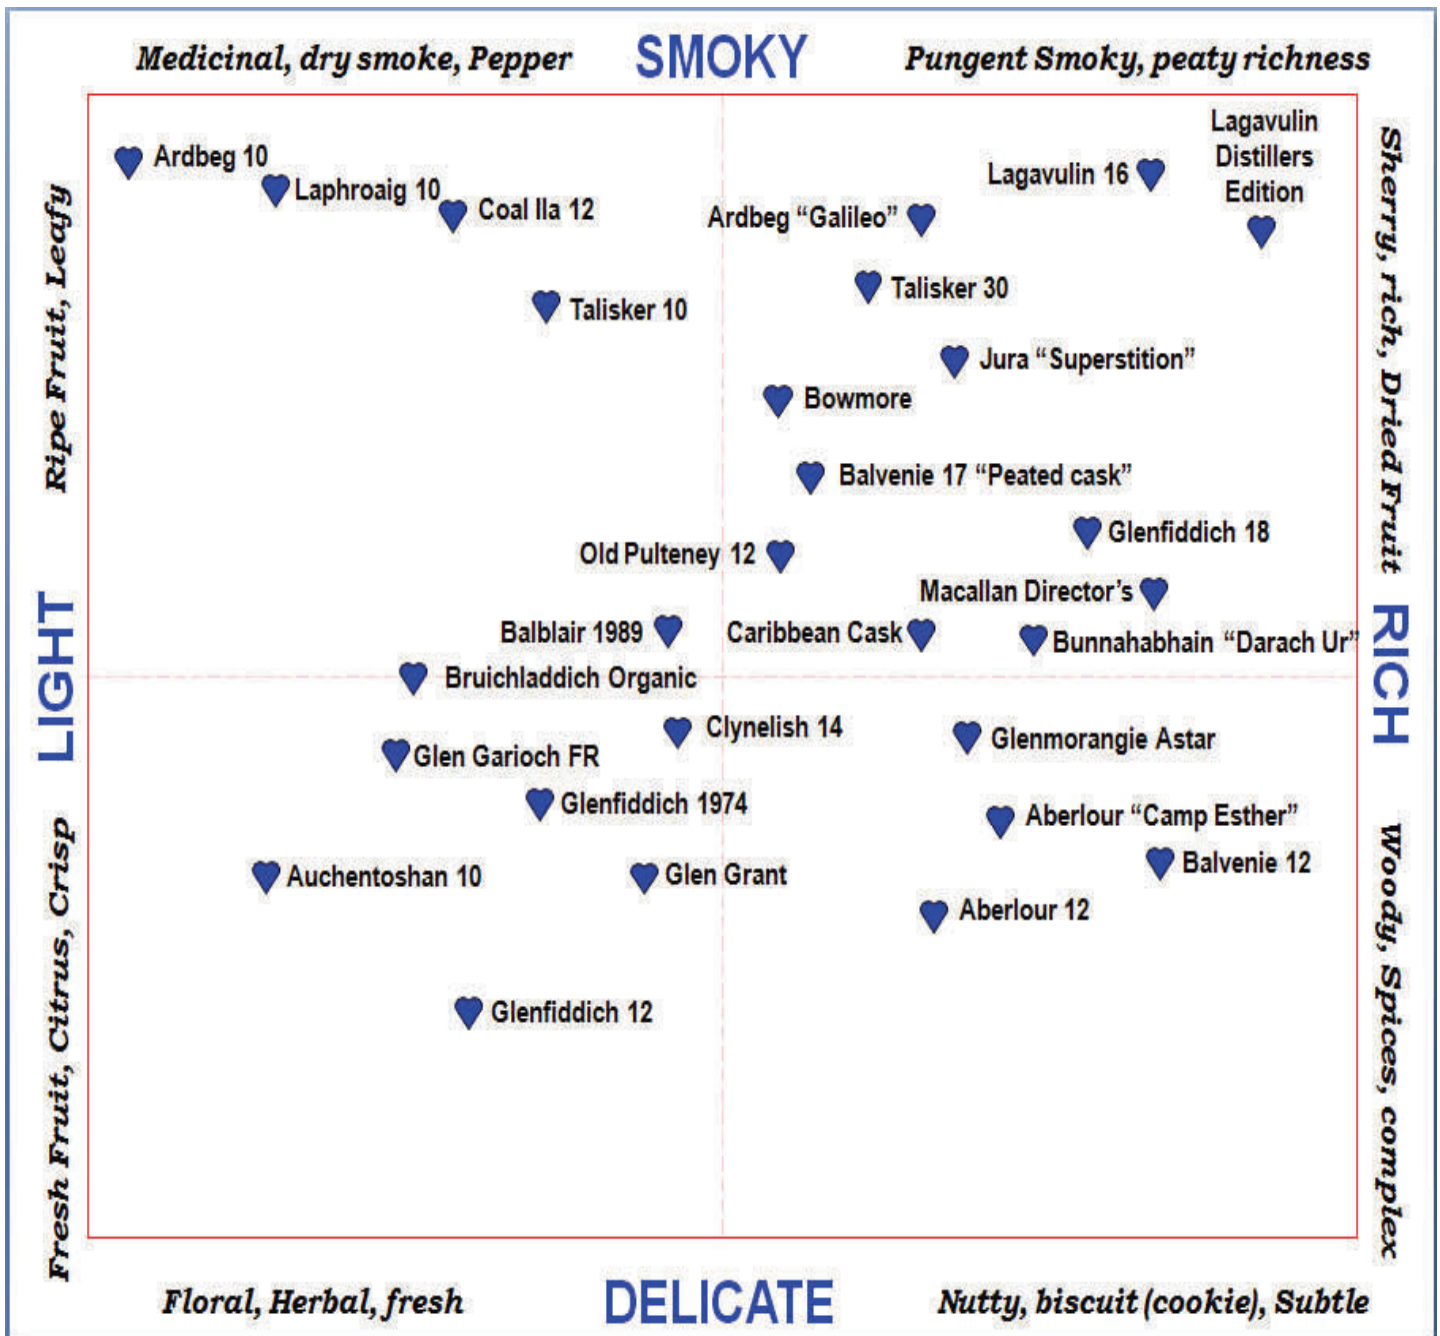 Medicinal, dry smoke, Pepper
SMOKY
Pungent Smoky, peaty richness
Ripe Fruit, Leafy
LIGHT
Fresh Fruit, Citrus, Crisp
Ardbeg 10
Laphroaig 10
Coal Ila 12
Talisker 10
Lagavulin 16
Lagavulin
Distillers
Edition
Ardbeg “Galileo”
Talisker 30
Jura “Superstition”
Bowmore
Balvenie 17 “Peated cask”
Glenfiddich 18
Old Pulteney 12
Macallan Director’s
Balblair 1989
Caribbean Cask
Bunnahabhain “Darach Ur”
Bruichladdich Organic
Clynelish 14
Glenmorangie Astar
Glen Garioch FR
Glenfiddich 1974
Aberlour “Camp Esther”
Balvenie 12
Auchentoshan 10
Glen Grant
Aberlour 12
Glenfiddich 12
Sherry, rich, Dried Fruit
RICH
Woody, Spices, complex
Floral, Herbal, fresh
DELICATE
Nutty, biscuit (cookie), Subtle